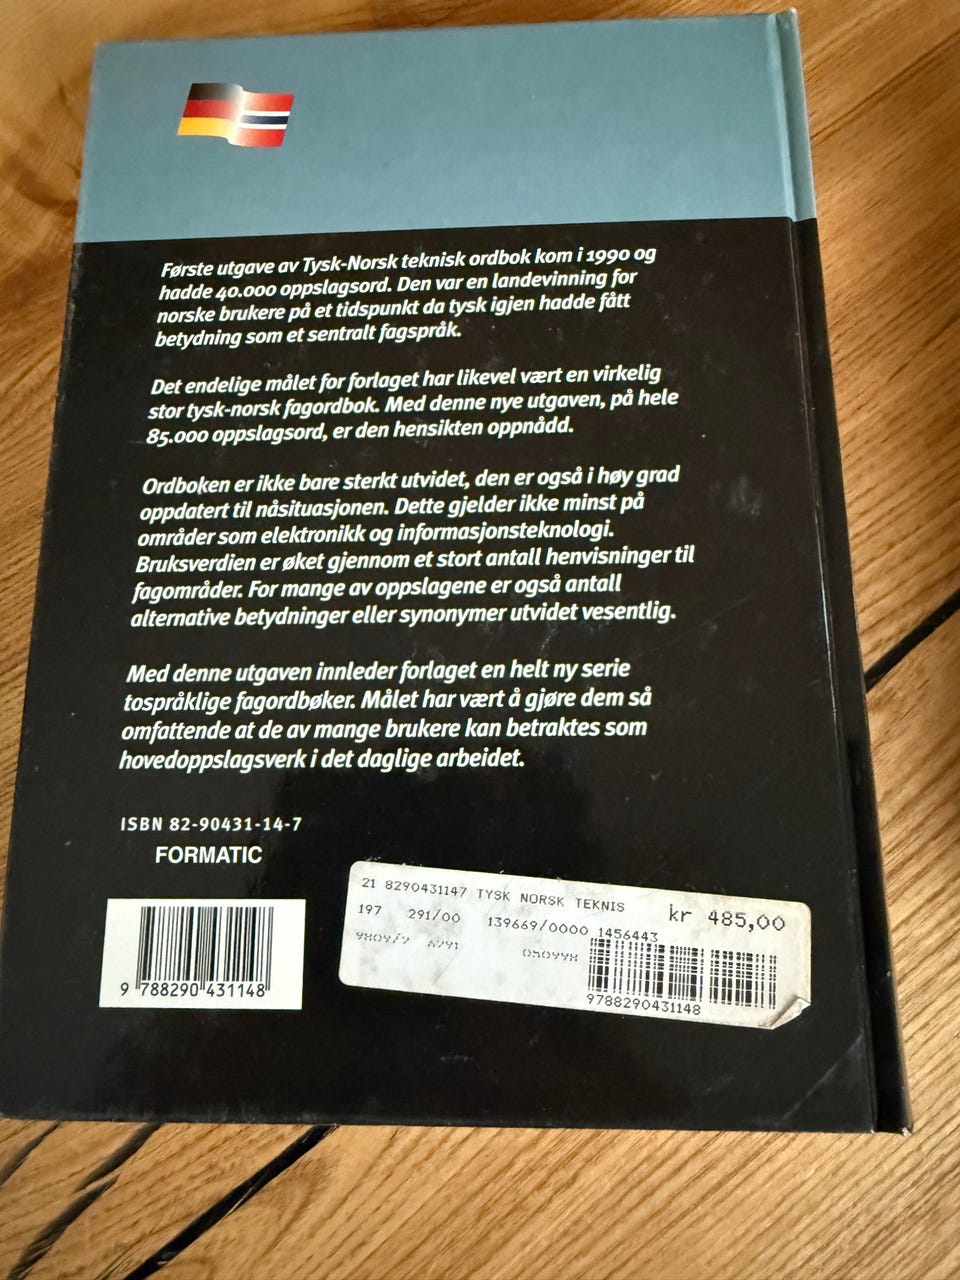 Første utgave av Tysk-Norsk teknisk ordbok kom i 1990 og
hadde 40.000 oppslagsord. Den var en landevinning for
norske brukere på et tidspunkt da tysk igjen hadde fått
betydning som et sentralt fagspråk.
Det endelige målet for forlaget har likevel vært en virkelig
stor tysk-norsk fagordbok. Med denne nye utgaven, på hele
85.000 oppslagsord, er den hensikten oppnådd.
Ordboken er ikke bare sterkt utvidet, den er også i høy grad
oppdatert til nåsituasjonen. Dette gjelder ikke minst på
områder som elektronikk og informasjonsteknologi.
Bruksverdien er øket gjennom et stort antall henvisninger til
fagområder. For mange av oppslagene er også antall
alternative betydninger eller synonymer utvidet vesentlig.
Med denne utgaven innleder forlaget en helt ny serie
tospråklige fagordbøker. Målet har vært å gjøre dem så
omfattende at de av mange brukere kan betraktes som
hovedoppslagsverk i det daglige arbeidet.
ISBN 82-90431-14-7
FORMATIC
9 788290 431148
21 8290431147 TYSK NORSK TEKNIS
kr 485,00
197 291/00 139669/0000 1456443
9788290431148